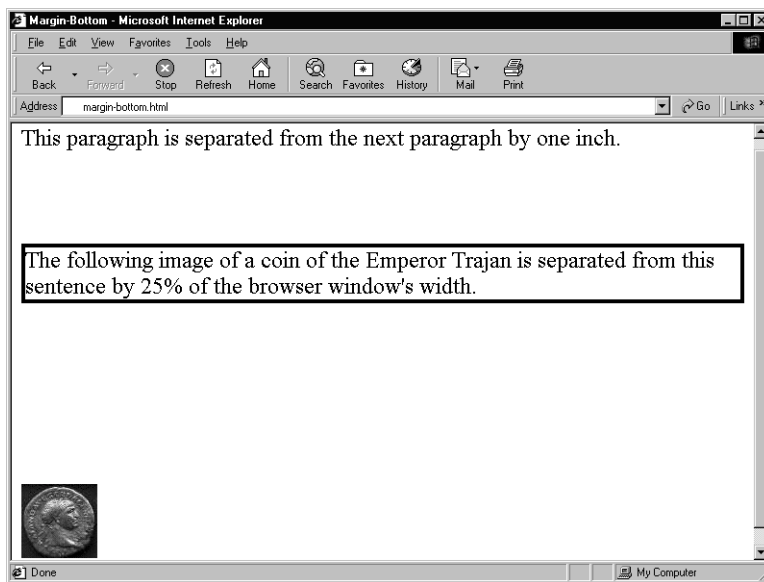 Margin-Bottom - Microsoft Internet Explorer
File Edit View Favorites Tools Help
Back Forward Stop Refresh Home Search Favorites History Mail Print
Address margin-bottom.html Go Links »
This paragraph is separated from the next paragraph by one inch.
The following image of a coin of the Emperor Trajan is separated from this
sentence by 25% of the browser window's width.
Done My Computer